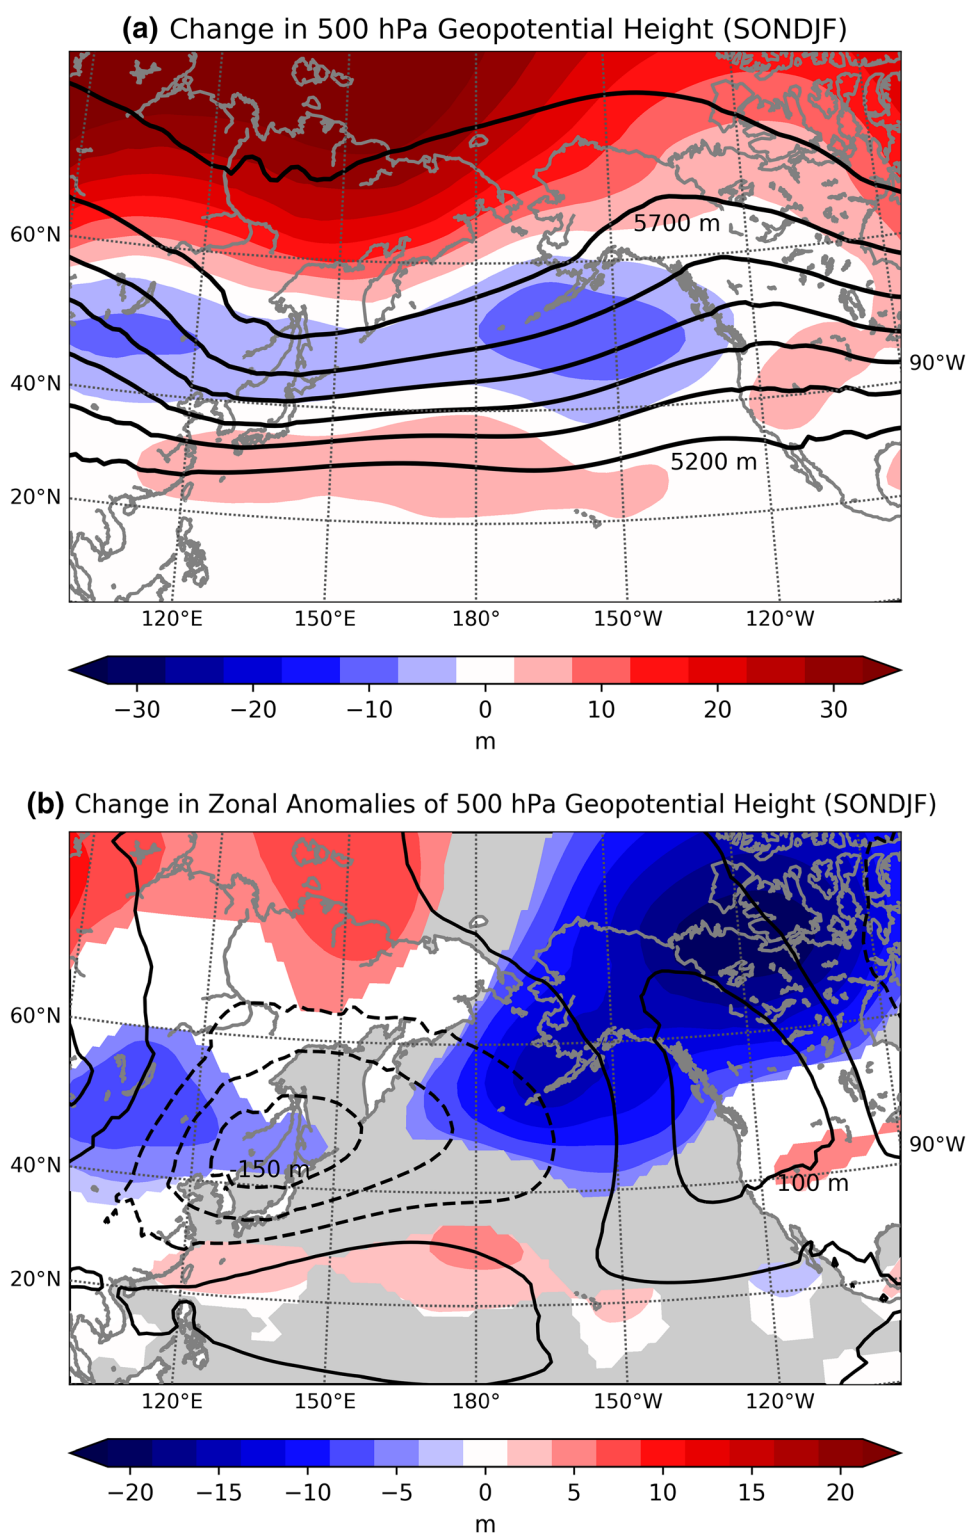 (a) Change in 500 hPa Geopotential Height (SONDJF)
5700 m
60°N
90°W
40°N
5200 m
20°N
120°E 150°E 180° 150°W 120°W
−30 −20 −10 0 10 20 30
m
(b) Change in Zonal Anomalies of 500 hPa Geopotential Height (SONDJF)
60°N
90°W
40°N
-150 m
100 m
20°N
120°E 150°E 180° 150°W 120°W
−20 −15 −10 −5 0 5 10 15 20
m